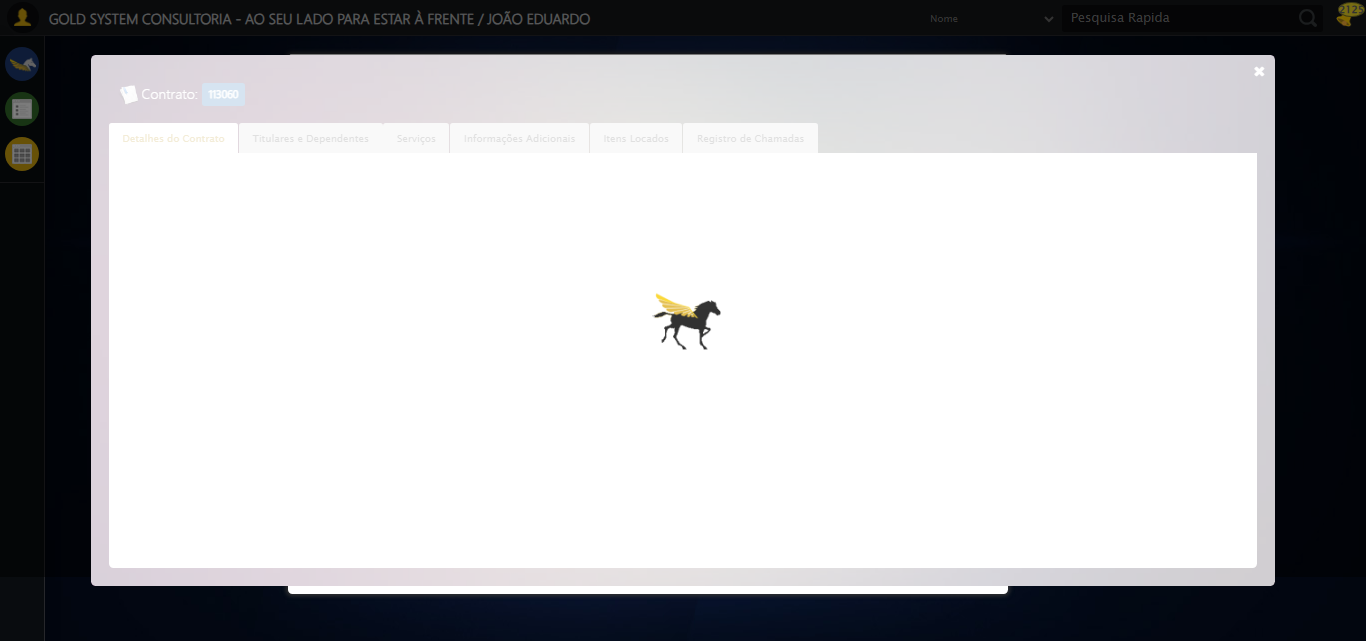 GOLD SYSTEM CONSULTORIA - AO SEU LADO PARA ESTAR À FRENTE / JOÃO EDUARDO
Nome
Pesquisa Rapida
2125
Contrato: 113060
Detalhes do Contrato
Titulares e Dependentes
Serviços
Informações Adicionais
Itens Locados
Registro de Chamadas